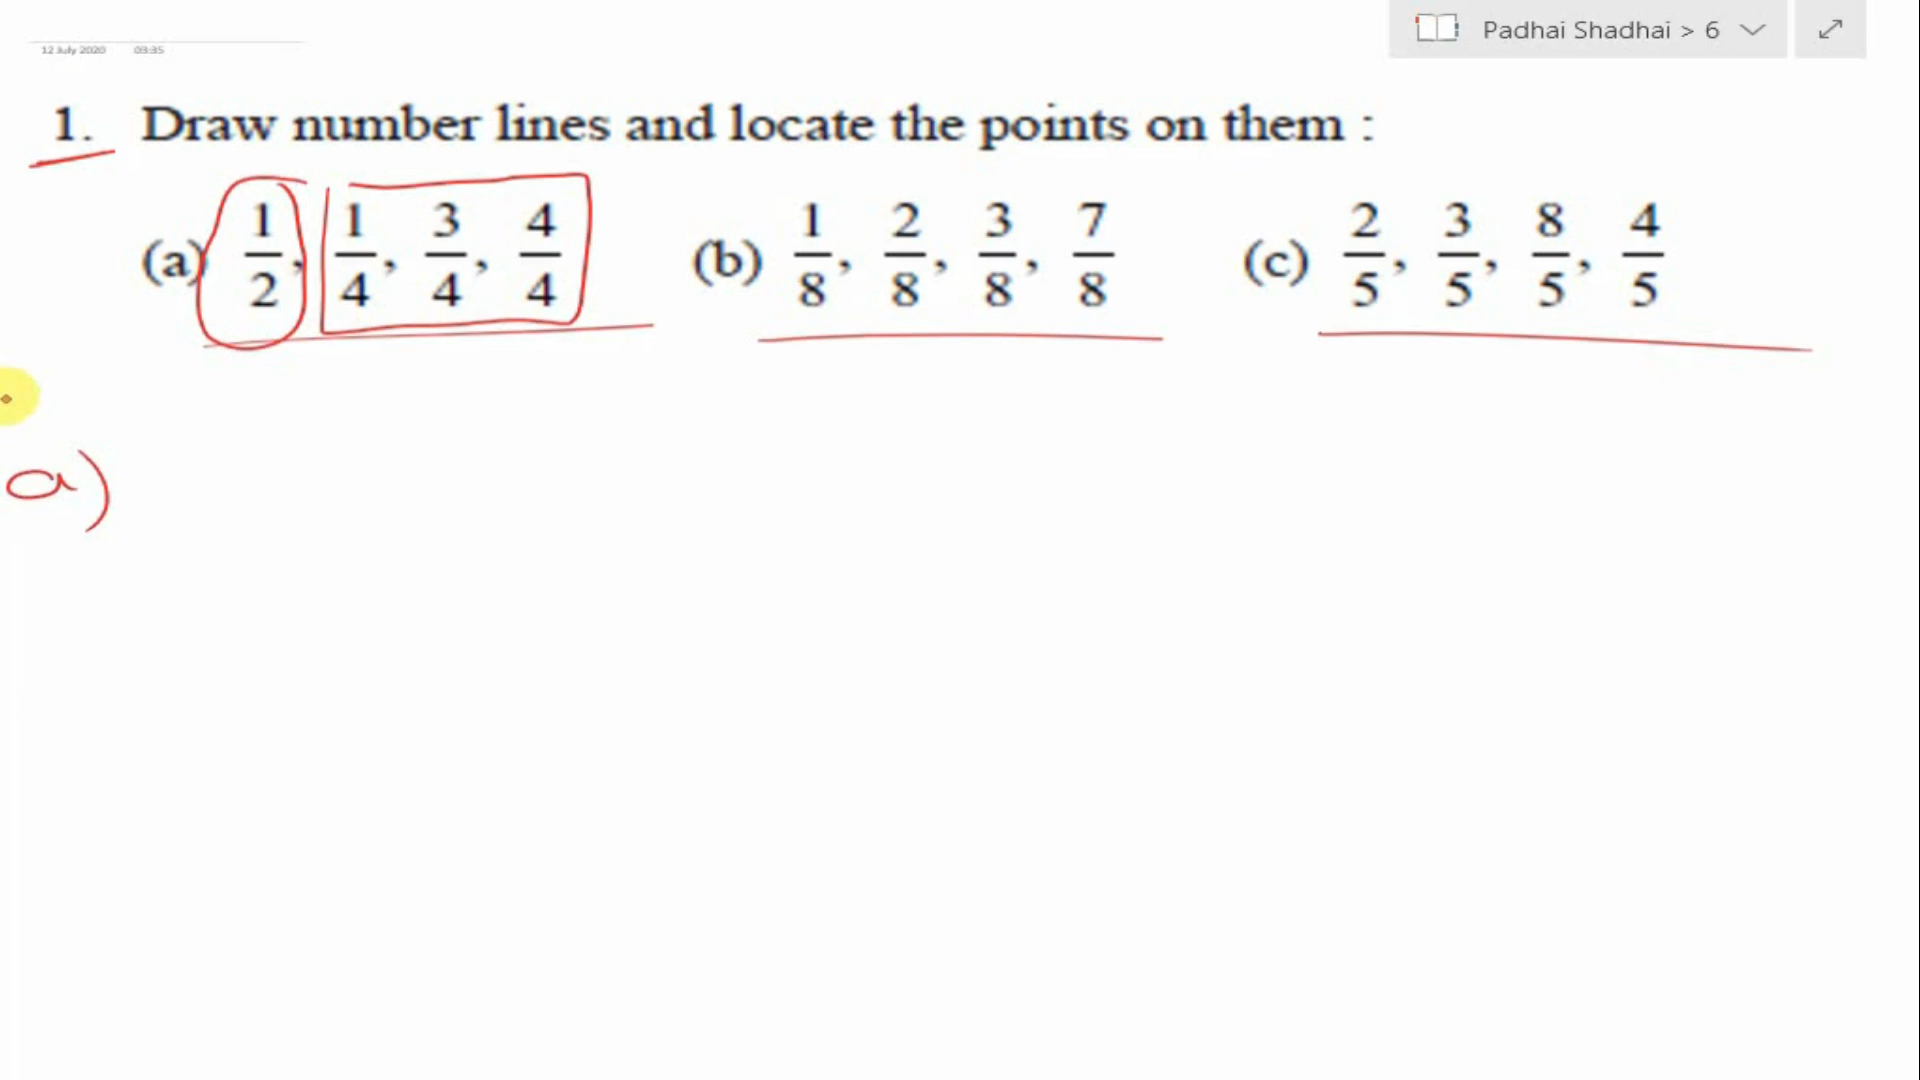 Padhai Shadhai > 6
12 July 2020 03:35
1. Draw number lines and locate the points on them :
(a) 1/2, 1/4, 3/4, 4/4 (b) 1/8, 2/8, 3/8, 7/8 (c) 2/5, 3/5, 8/5, 4/5
a)